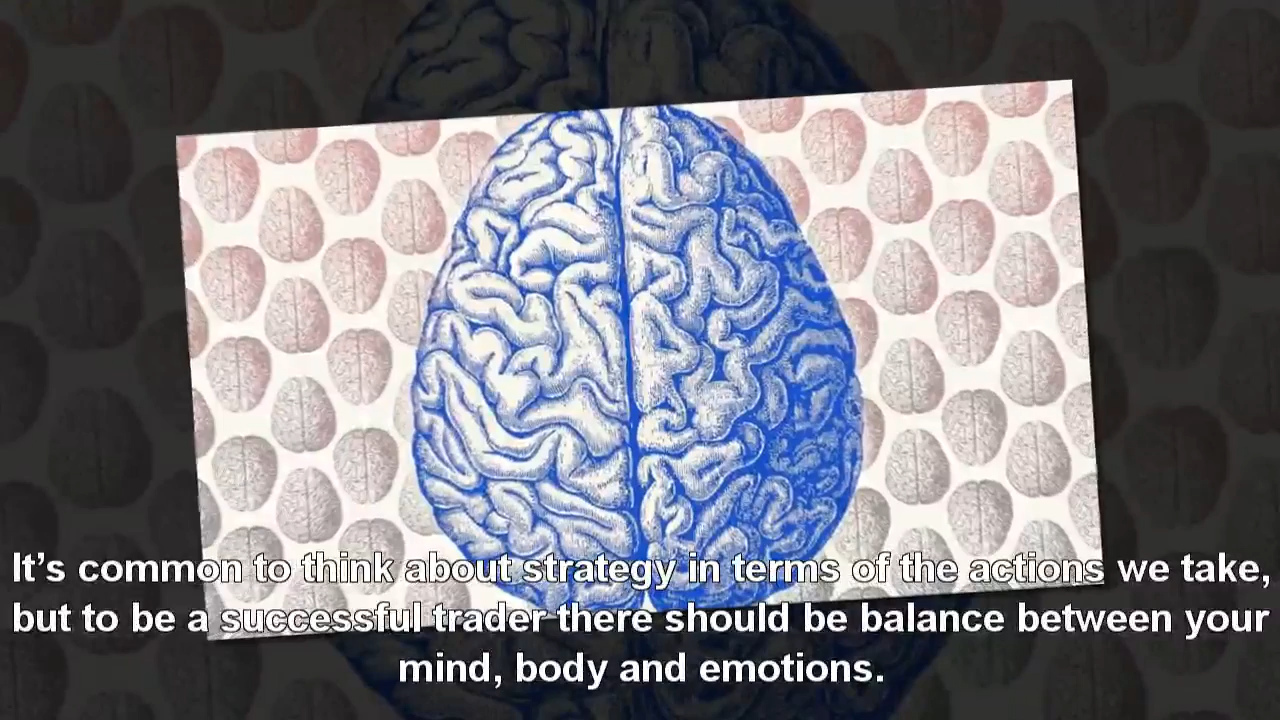 It’s common to think about strategy in terms of the actions we take,
but to be a successful trader there should be balance between your
mind, body and emotions.